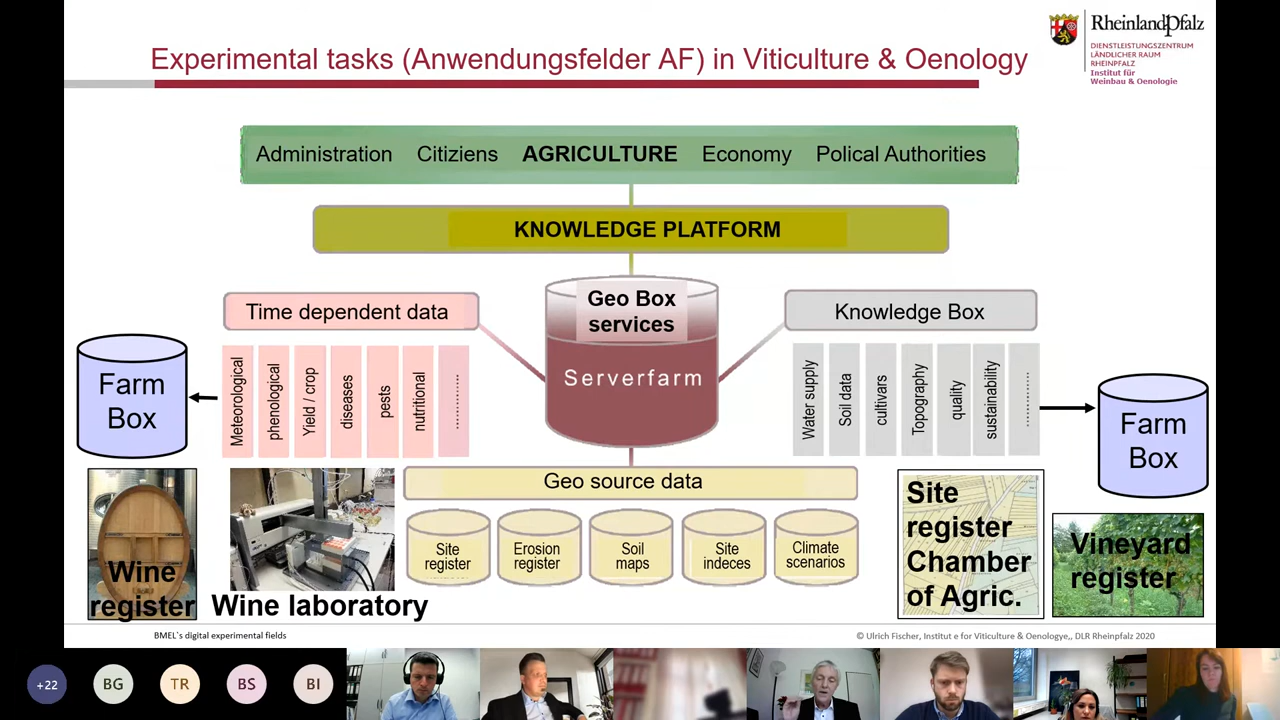 Experimental tasks (Anwendungsfelder AF) in Viticulture & Oenology
RheinlandPfalz
DIENSTLEISTUNGSZENTRUM
LÄNDLICHER RAUM
RHEINPFALZ
Institut für
Weinbau & Oenologie
Administration Citiziens AGRICULTURE Economy Polical Authorities
KNOWLEDGE PLATFORM
Geo Box
services
Serverfarm
Time dependent data
Knowledge Box
Farm
Box
Meteorological
phenological
Yield / crop
diseases
pests
nutritional
............
Water supply
Soil data
cultivars
Topography
quality
sustainability
............
Farm
Box
Geo source data
Site
register
Erosion
register
Soil
maps
Site
indeces
Climate
scenarios
Wine
register
Wine laboratory
Site
register
Chamber
of Agric.
Vineyard
register
BMEL`s digital experimental fields
© Ulrich Fischer, Institut e for Viticulture & Oenologye,, DLR Rheinpfalz 2020
+22
BG
TR
BS
BI